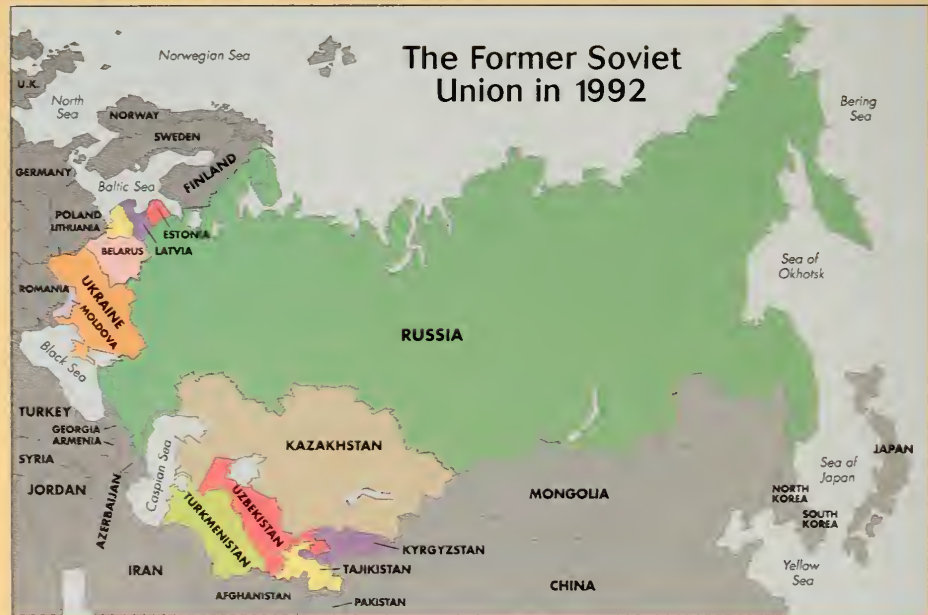 The Former Soviet
Union in 1992
Norwegian Sea
U.K.
North
Sea
NORWAY
SWEDEN
FINLAND
GERMANY
Baltic Sea
Bering
Sea
POLAND
LITHUANIA
ESTONIA
LATVIA
BELARUS
Sea of
Okhotsk
ROMANIA
UKRAINE
MOLDOVA
RUSSIA
Black Sea
TURKEY
GEORGIA
ARMENIA
SYRIA
JORDAN
AZERBAIJAN
Caspian Sea
KAZAKHSTAN
JAPAN
Sea of
Japan
UZBEKISTAN
TURKMENISTAN
MONGOLIA
NORTH
KOREA
SOUTH
KOREA
KYRGYZSTAN
TAJIKISTAN
IRAN
AFGHANISTAN
PAKISTAN
CHINA
Yellow
Sea